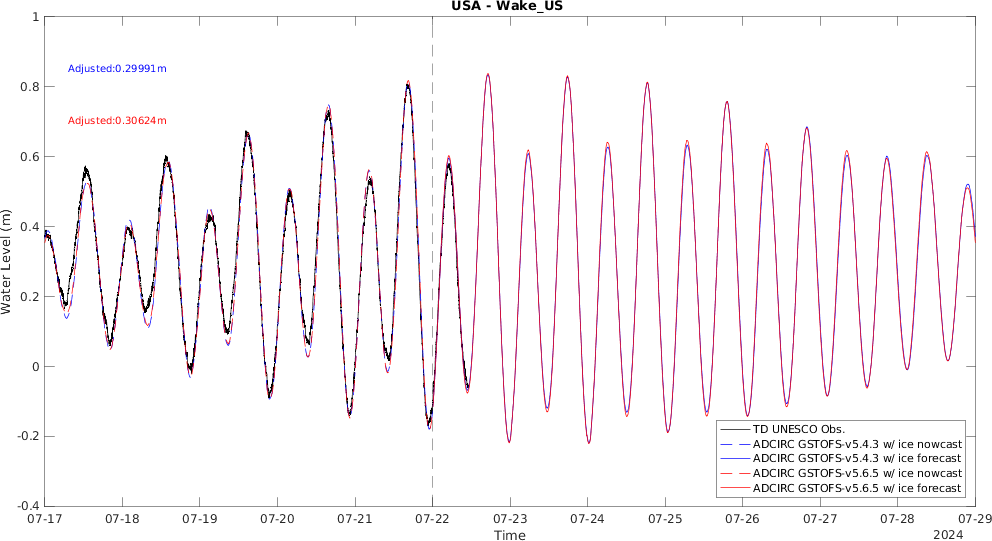 USA - Wake_US
1
0.8
0.6
0.4
0.2
0
-0.2
-0.4
Water Level (m)
Adjusted:0.29991m
Adjusted:0.30624m
TD UNESCO Obs.
ADCIRC GSTOFS-v5.4.3 w/ ice nowcast
ADCIRC GSTOFS-v5.4.3 w/ ice forecast
ADCIRC GSTOFS-v5.6.5 w/ ice nowcast
ADCIRC GSTOFS-v5.6.5 w/ ice forecast
07-17 07-18 07-19 07-20 07-21 07-22 07-23 07-24 07-25 07-26 07-27 07-28 07-29
Time
2024